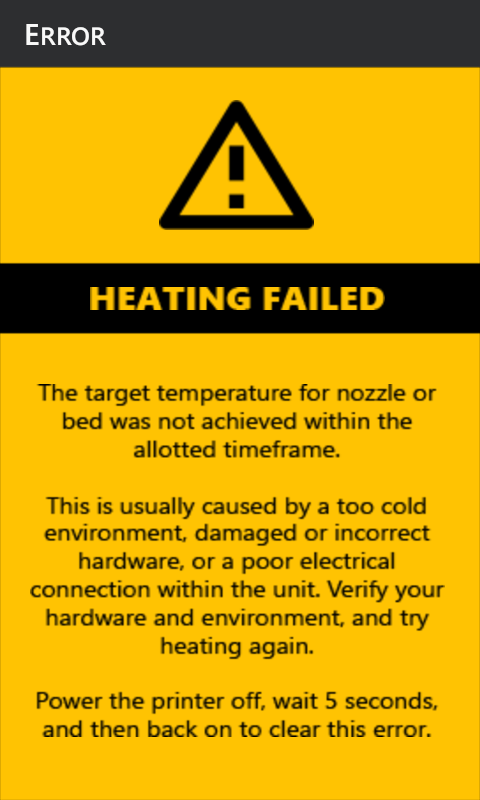 Error
HEATING FAILED
The target temperature for nozzle or
bed was not achieved within the
allotted timeframe.
This is usually caused by a too cold
environment, damaged or incorrect
hardware, or a poor electrical
connection within the unit. Verify your
hardware and environment, and try
heating again.
Power the printer off, wait 5 seconds,
and then back on to clear this error.